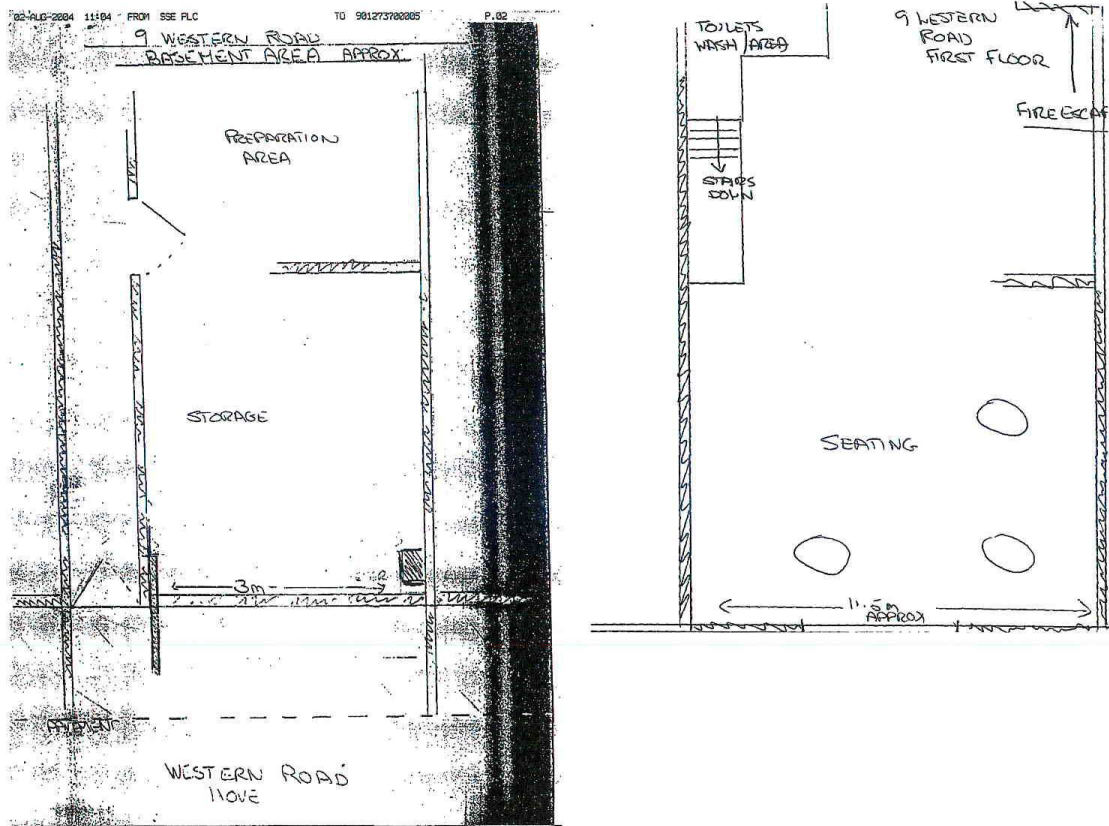 02-AUG-2004 11:04 FROM SSE PLC TO 901273700005 P.02
9 WESTERN ROAD
BASEMENT AREA APPROX.
PREPARATION
AREA
STORAGE
3m
PAVEMENT
WESTERN ROAD
HOVE
TOILETS
WASH AREA
9 WESTERN
ROAD
FIRST FLOOR
FIRE ESCAP
STAIRS
DOWN
SEATING
11.5m
APPROX